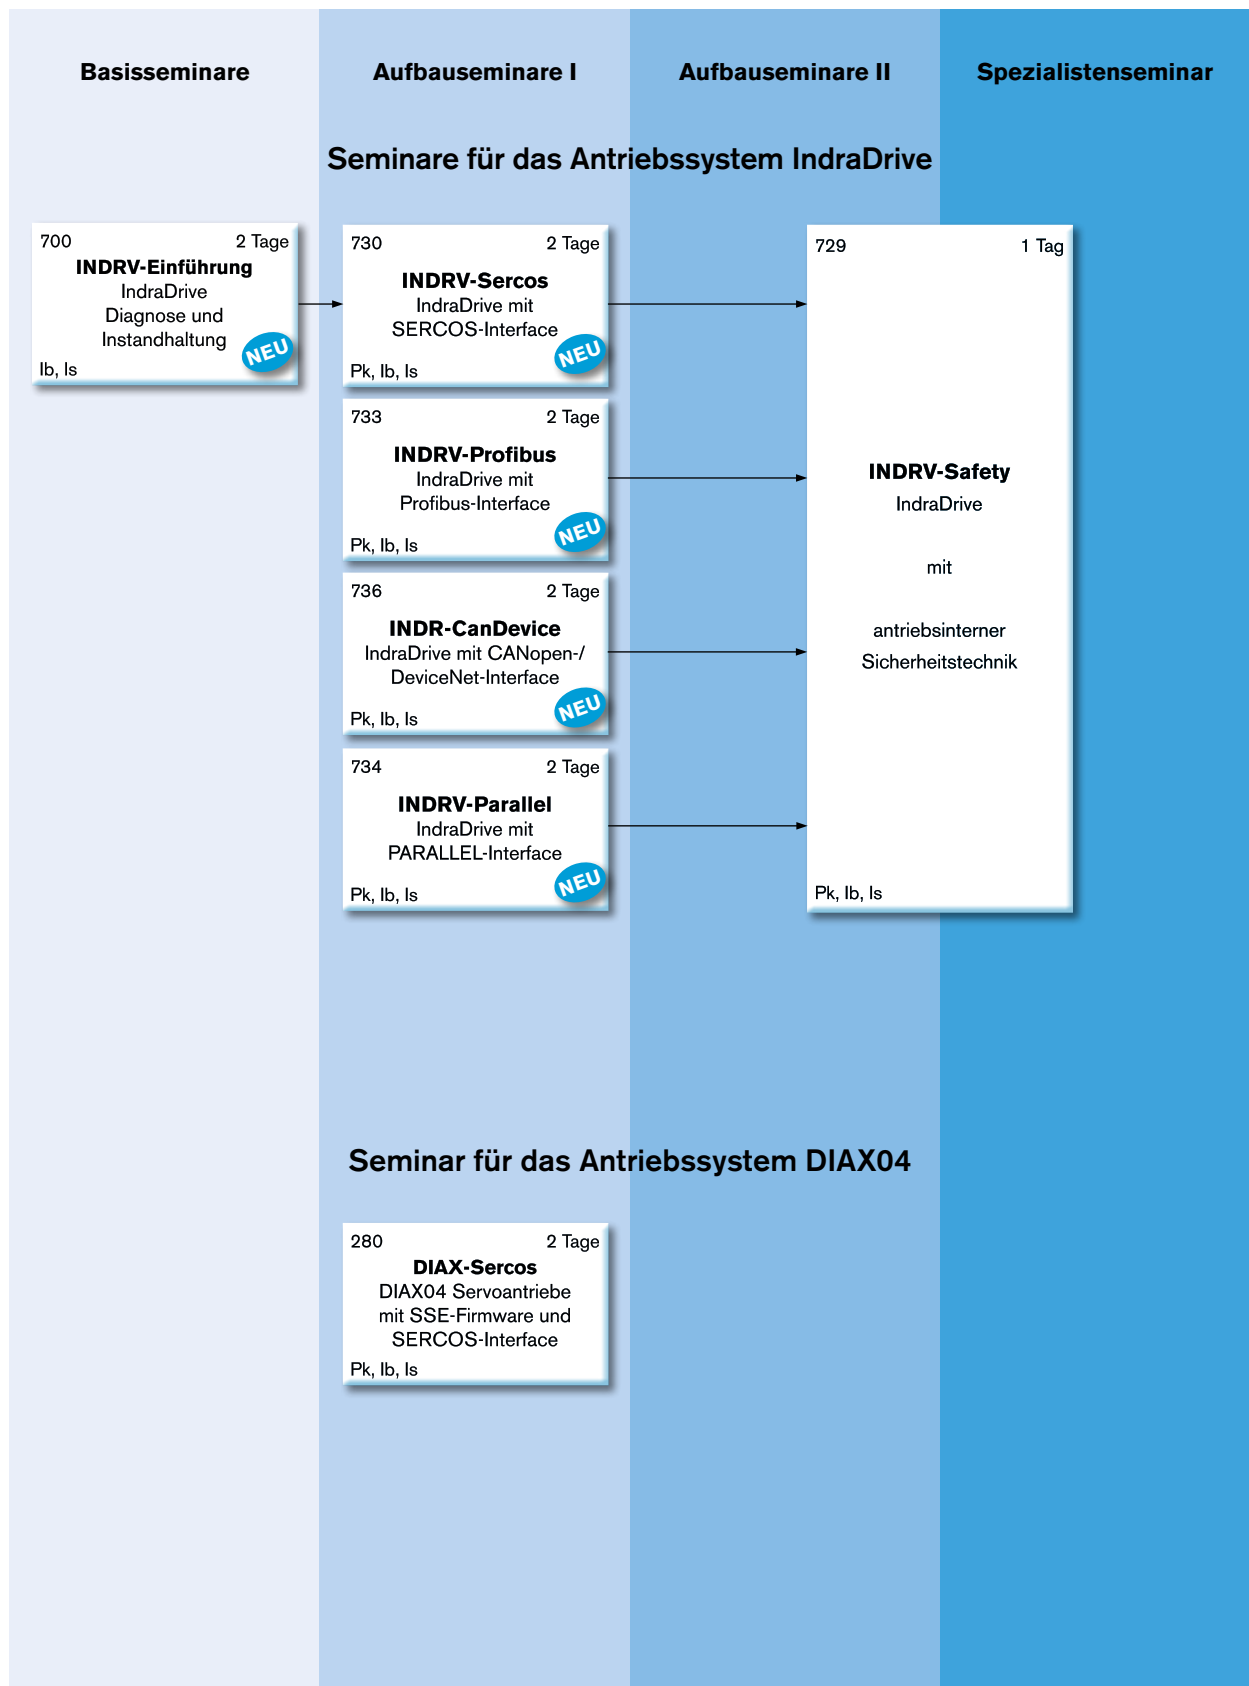 Basisseminare
Aufbauseminare I
Aufbauseminare II
Spezialistenseminar
Seminare für das Antriebssystem IndraDrive
700 2 Tage
INDRV-Einführung
IndraDrive
Diagnose und
Instandhaltung
NEU
Ib, Is
730 2 Tage
INDRV-Sercos
IndraDrive mit
SERCOS-Interface
NEU
Pk, Ib, Is
733 2 Tage
INDRV-Profibus
IndraDrive mit
Profibus-Interface
NEU
Pk, Ib, Is
736 2 Tage
INDR-CanDevice
IndraDrive mit CANopen-/
DeviceNet-Interface
NEU
Pk, Ib, Is
734 2 Tage
INDRV-Parallel
IndraDrive mit
PARALLEL-Interface
NEU
Pk, Ib, Is
729 1 Tag
INDRV-Safety
IndraDrive
mit
antriebsinterner
Sicherheitstechnik
Pk, Ib, Is
Seminar für das Antriebssystem DIAX04
280 2 Tage
DIAX-Sercos
DIAX04 Servoantriebe
mit SSE-Firmware und
SERCOS-Interface
Pk, Ib, Is